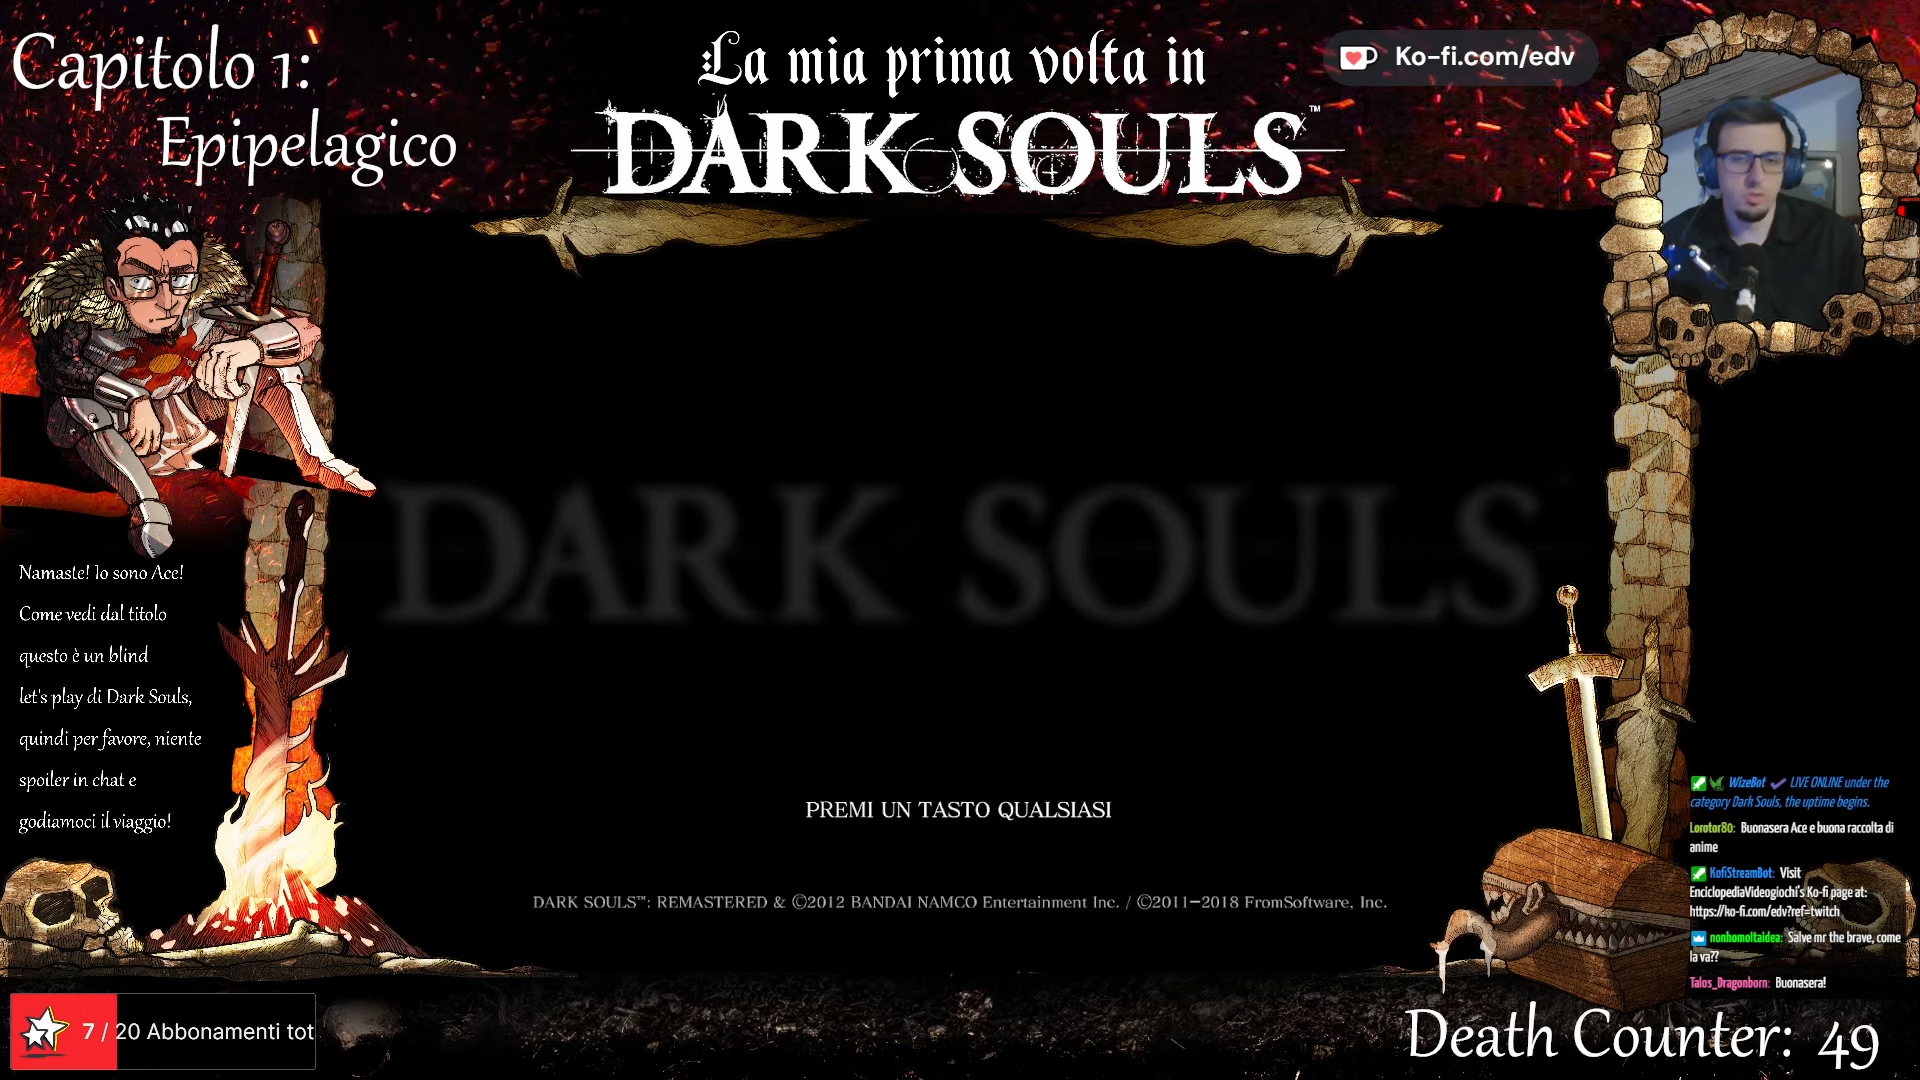 Capitolo 1:
Epipelagico
La mia prima volta in
DARK SOULS™
Ko-fi.com/edv
Namaste! Io sono Ace!
Come vedi dal titolo
questo è un blind
let's play di Dark Souls,
quindi per favore, niente
spoiler in chat e
godiamoci il viaggio!
DARK SOULS
PREMI UN TASTO QUALSIASI
DARK SOULS™: REMASTERED & ©2012 BANDAI NAMCO Entertainment Inc. / ©2011-2018 FromSoftware, Inc.
WizeBot LIVE ONLINE under the
category Dark Souls, the uptime begins.
Lorotor80: Buonasera Ace e buona raccolta di
anime
KofiStreamBot: Visit
EnciclopediaVideogiochi's Ko-fi page at:
https://ko-fi.com/edv?ref=twitch
nonhomoltaidea: Salve mr the brave, come
la va??
Talos_Dragonborn: Buonasera!
7 / 20 Abbonamenti tot
Death Counter: 49